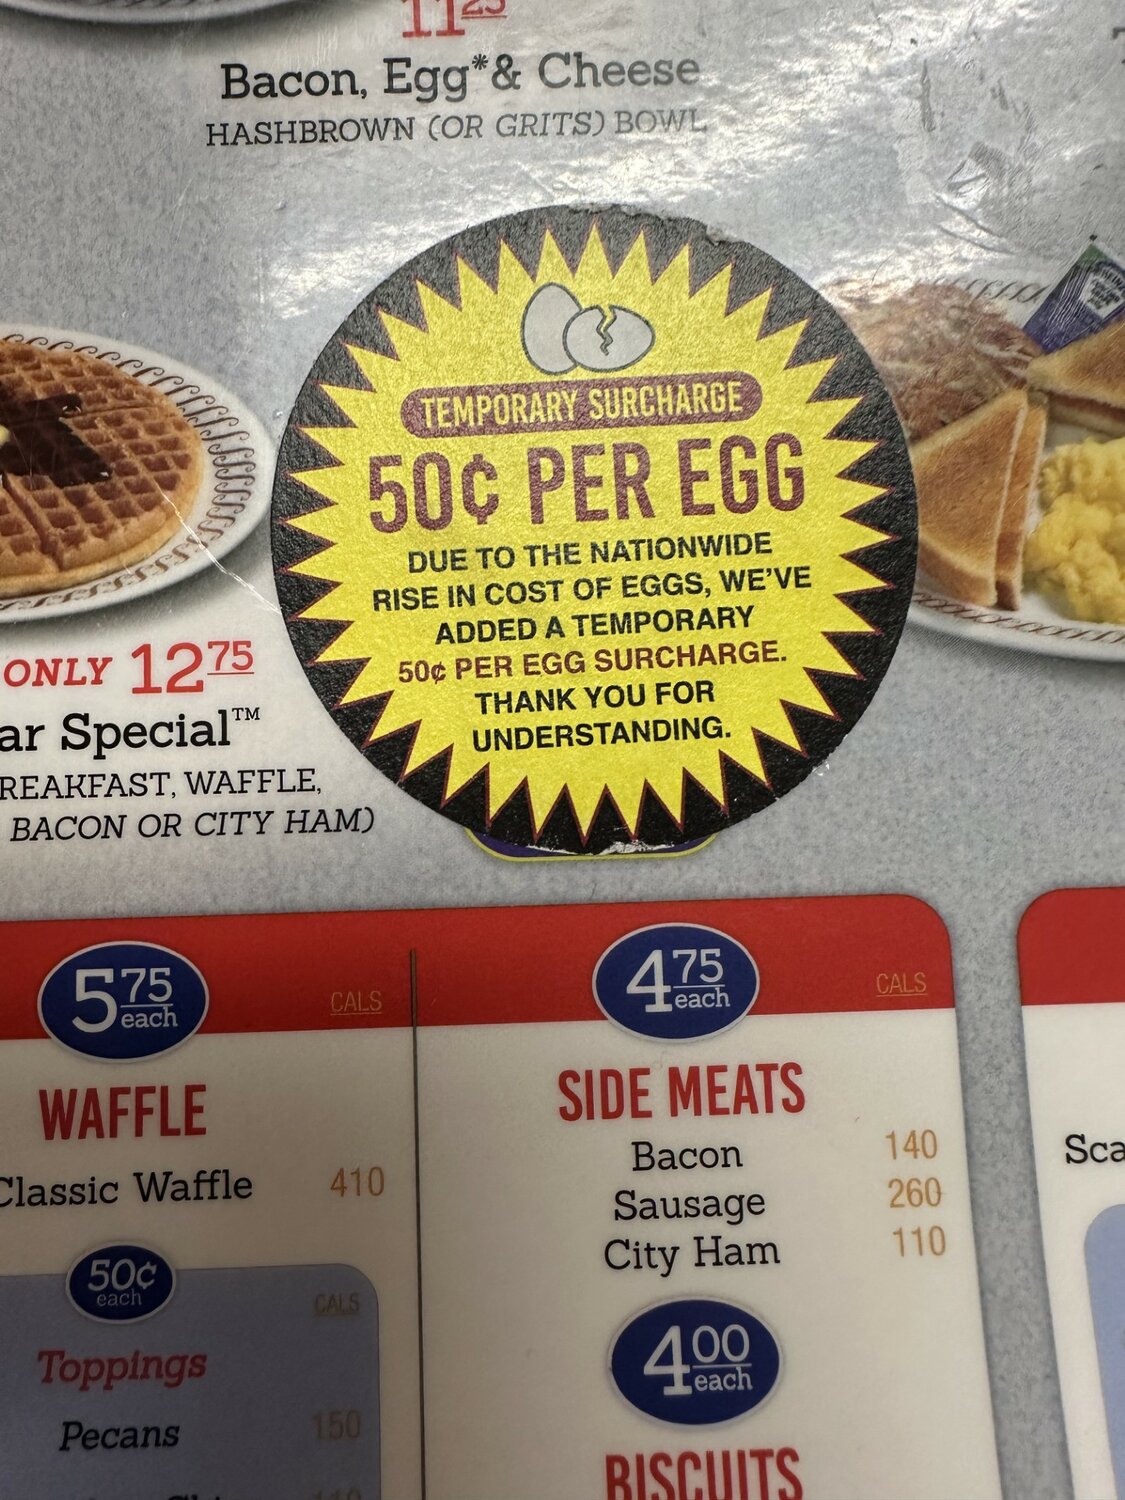 11 25
Bacon, Egg* & Cheese
HASHBROWN (OR GRITS) BOWL
TEMPORARY SURCHARGE
50¢ PER EGG
DUE TO THE NATIONWIDE
RISE IN COST OF EGGS, WE'VE
ADDED A TEMPORARY
50¢ PER EGG SURCHARGE.
THANK YOU FOR
UNDERSTANDING.
ONLY 12 75
ar Special™
REAKFAST, WAFFLE,
BACON OR CITY HAM)
5 75 each
CALS
WAFFLE
Classic Waffle 410
50¢ each
CALS
Toppings
Pecans 150
4 75 each
CALS
SIDE MEATS
Bacon 140
Sausage 260
City Ham 110
4 00 each
BISCUITS
Sca